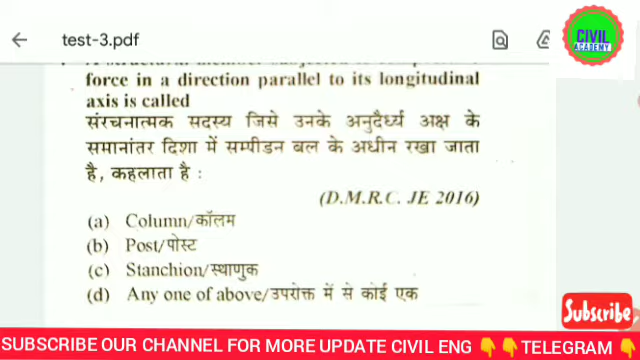 test-3.pdf
CIVIL
ACADEMY
force in a direction parallel to its longitudinal
axis is called
संरचनात्मक सदस्य जिसे उनके अनुदैर्ध्य अक्ष के
समानांतर दिशा में सम्पीडन बल के अधीन रखा जाता
है, कहलाता है :
(D.M.R.C. JE 2016)
(a) Column/कॉलम
(b) Post/पोस्ट
(c) Stanchion/स्थाणुक
(d) Any one of above/उपरोक्त में से कोई एक
Subscribe
SUBSCRIBE OUR CHANNEL FOR MORE UPDATE CIVIL ENG 👇👇TELEGRAM 👇